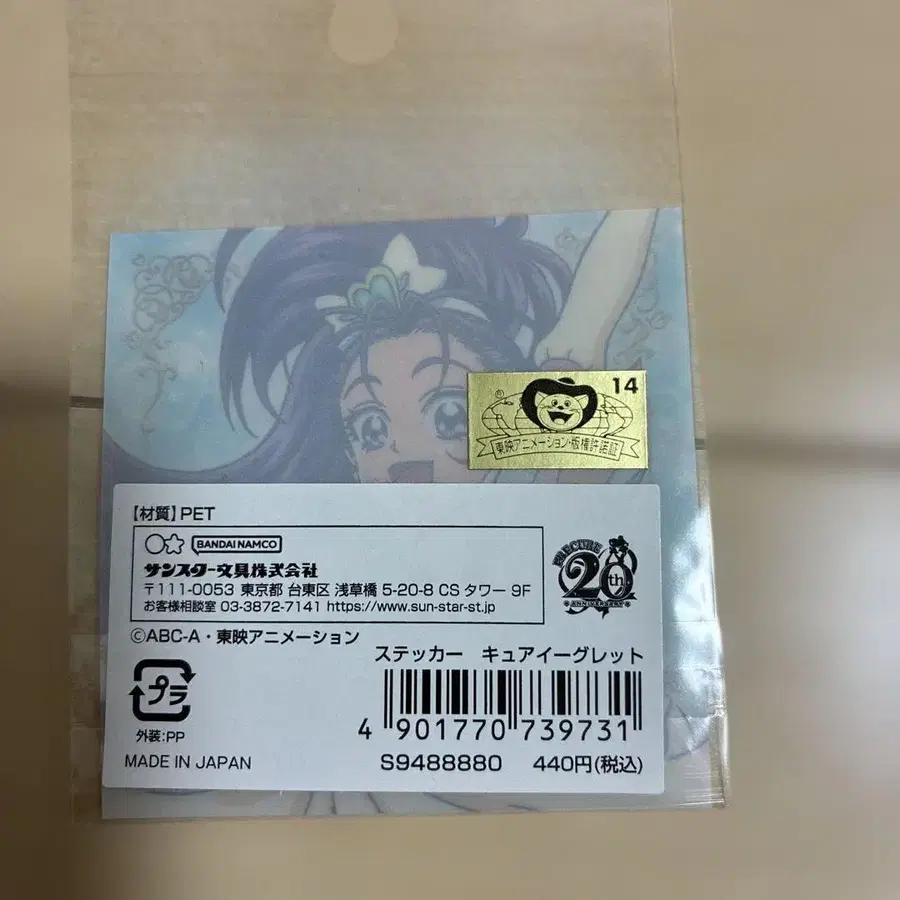 14
東映アニメーション・版権許諾証
【材質】PET
BANDAI NAMCO
サンスター文具株式会社
〒111-0053 東京都 台東区 浅草橋 5-20-8 CS タワー 9F
お客様相談室 03-3872-7141 https://www.sun-star-st.jp
PRECURE
20th
ANNIVERSARY
©ABC-A・東映アニメーション
ステッカー キュアイーグレット
プラ
外装:PP
4 901770 739731
MADE IN JAPAN
S9488880 440円(税込)